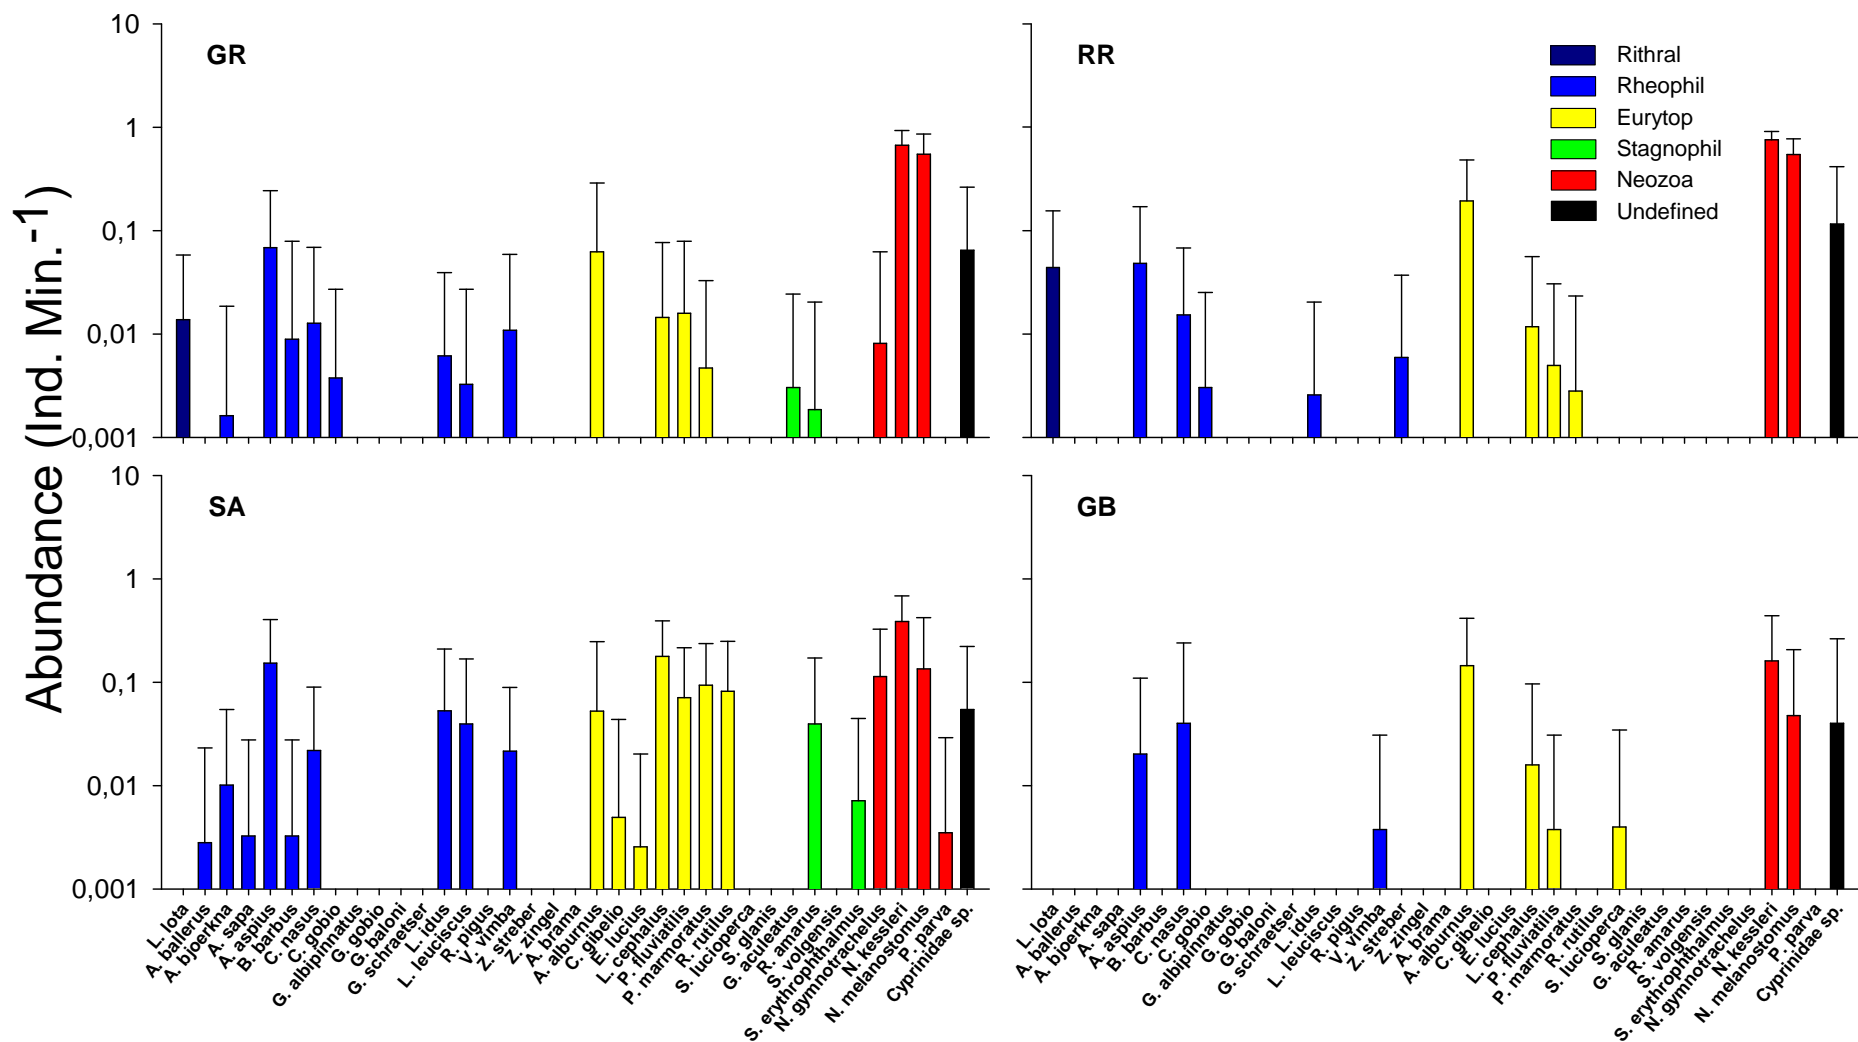 Abundance (Ind. Min.-1)
10
1
0,1
0,01
0,001
GR
RR
Rithral
Rheophil
Eurytop
Stagnophil
Neozoa
Undefined
10
1
0,1
0,01
0,001
SA
GB
L. lota
A. ballerus
A. bjoerkna
A. sapa
A. aspius
B. barbus
C. nasus
C. gobio
G. albipinnatus
G. gobio
G. baloni
G. schraetser
L. idus
L. leuciscus
R. pigus
V. vimba
Z. streber
Z. zingel
A. brama
A. alburnus
C. gibelio
E. lucius
L. cephalus
P. fluviatilis
P. marmoratus
R. rutilus
S. lucioperca
S. glanis
G. aculeatus
R. amarus
S. volgensis
S. erythrophthalmus
N. gymnotrachelus
N. kessleri
N. melanostomus
P. parva
Cyprinidae sp.
L. lota
A. ballerus
A. bjoerkna
A. sapa
A. aspius
B. barbus
C. nasus
C. gobio
G. albipinnatus
G. gobio
G. baloni
G. schraetser
L. idus
L. leuciscus
R. pigus
V. vimba
Z. streber
Z. zingel
A. brama
A. alburnus
C. gibelio
E. lucius
L. cephalus
P. fluviatilis
P. marmoratus
R. rutilus
S. lucioperca
S. glanis
G. aculeatus
R. amarus
S. volgensis
S. erythrophthalmus
N. gymnotrachelus
N. kessleri
N. melanostomus
P. parva
Cyprinidae sp.